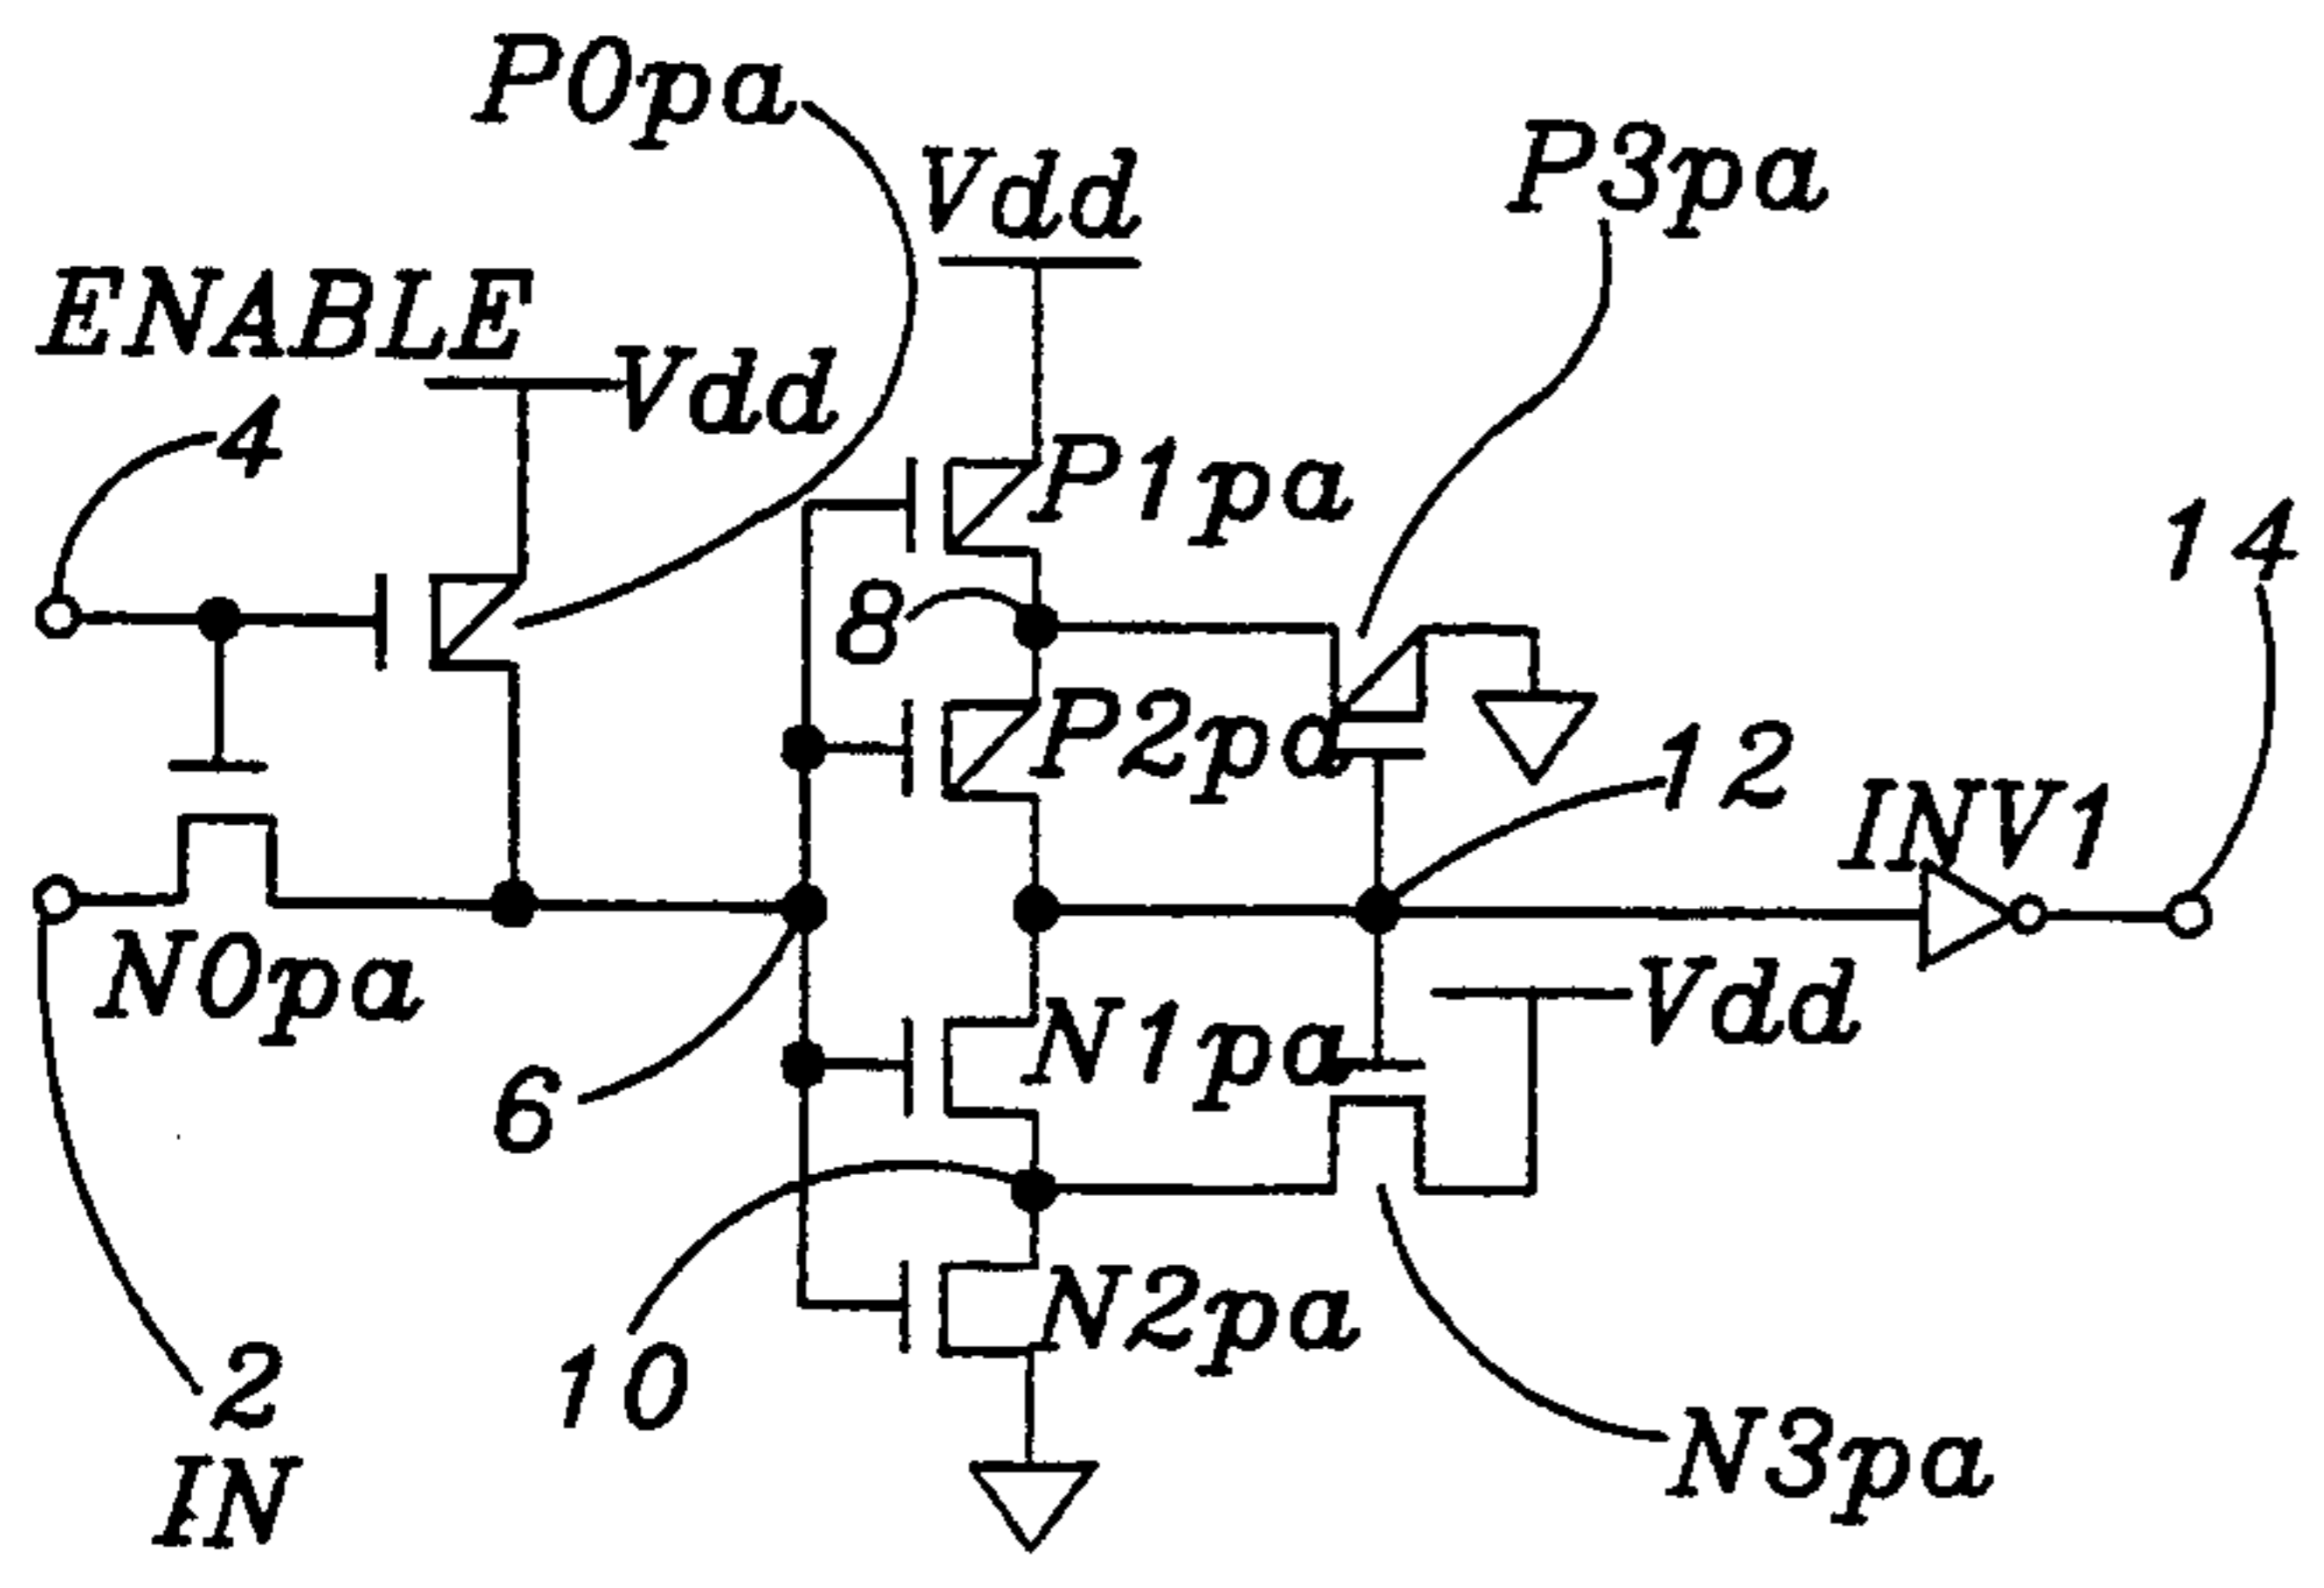 P0pa
Vdd
P3pa
ENABLE
Vdd
4
P1pa
14
8
P2pa
12
INV1
N0pa
Vdd
N1pa
6
N2pa
2
IN
10
N3pa